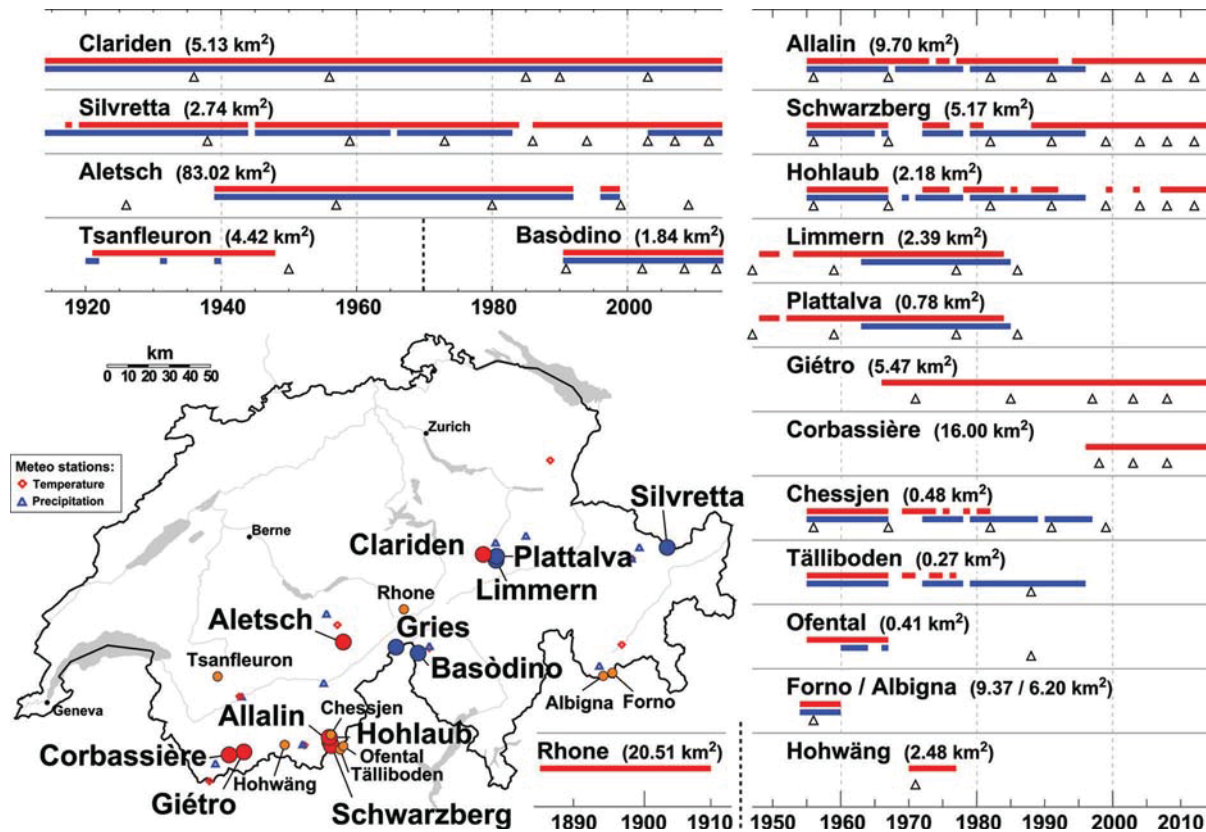 Clariden (5.13 km²)
Silvretta (2.74 km²)
Aletsch (83.02 km²)
Tsanfleuron (4.42 km²)
Basòdino (1.84 km²)
1920 1940 1960 1980 2000
Allalin (9.70 km²)
Schwarzberg (5.17 km²)
Hohlaub (2.18 km²)
Limmern (2.39 km²)
Plattalva (0.78 km²)
Giétro (5.47 km²)
Corbassière (16.00 km²)
Chessjen (0.48 km²)
Tälliboden (0.27 km²)
Ofental (0.41 km²)
Forno / Albigna (9.37 / 6.20 km²)
Hohwäng (2.48 km²)
1950 1960 1970 1980 1990 2000 2010
km
0 10 20 30 40 50
Meteo stations:
Temperature
Precipitation
Zurich
Berne
Silvretta
Clariden
Plattalva
Limmern
Rhone
Aletsch
Gries
Tsanfleuron
Basòdino
Geneva
Albigna
Forno
Allalin
Chessjen
Hohlaub
Corbassière
Ofental
Hohwäng
Tälliboden
Giétro
Schwarzberg
Rhone (20.51 km²)
1890 1900 1910